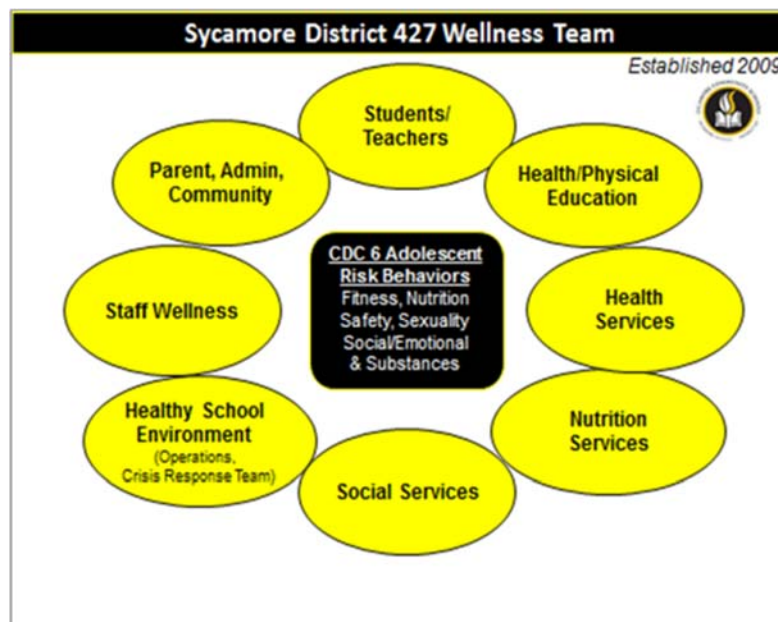 Sycamore District 427 Wellness Team
Established 2009
Students/
Teachers
Parent, Admin,
Community
Health/Physical
Education
CDC 6 Adolescent
Risk Behaviors
Fitness, Nutrition
Safety, Sexuality
Social/Emotional
& Substances
Staff Wellness
Health
Services
Healthy School
Environment
(Operations,
Crisis Response Team)
Nutrition
Services
Social Services